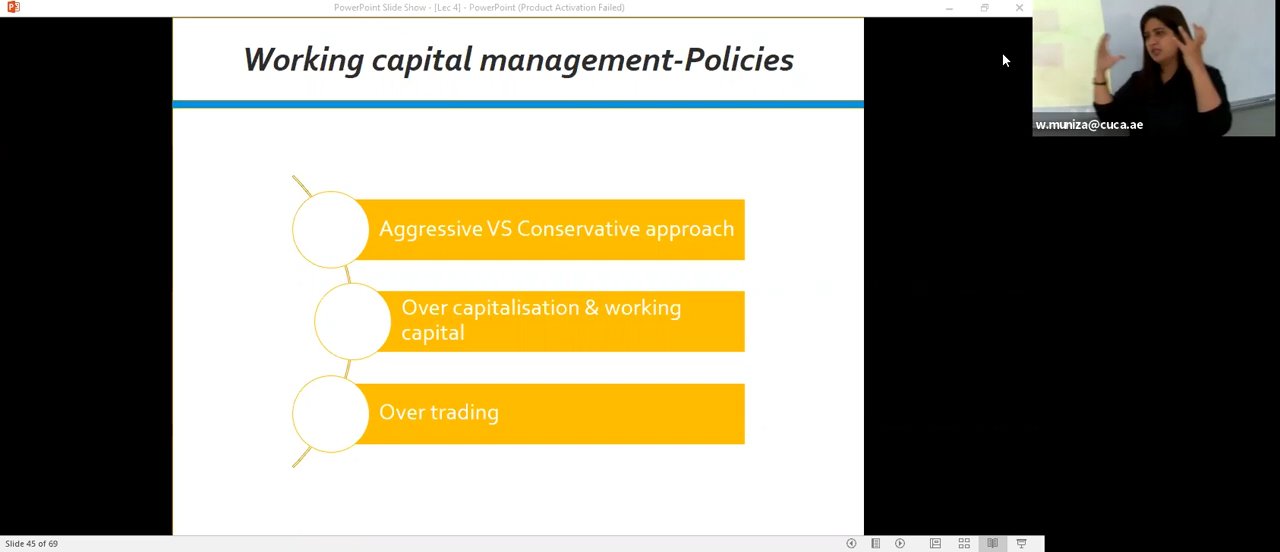 PowerPoint Slide Show - [Lec 4] - PowerPoint (Product Activation Failed)
Working capital management-Policies
w.muniza@cuca.ae
Aggressive VS Conservative approach
Over capitalisation & working
capital
Over trading
Slide 45 of 69